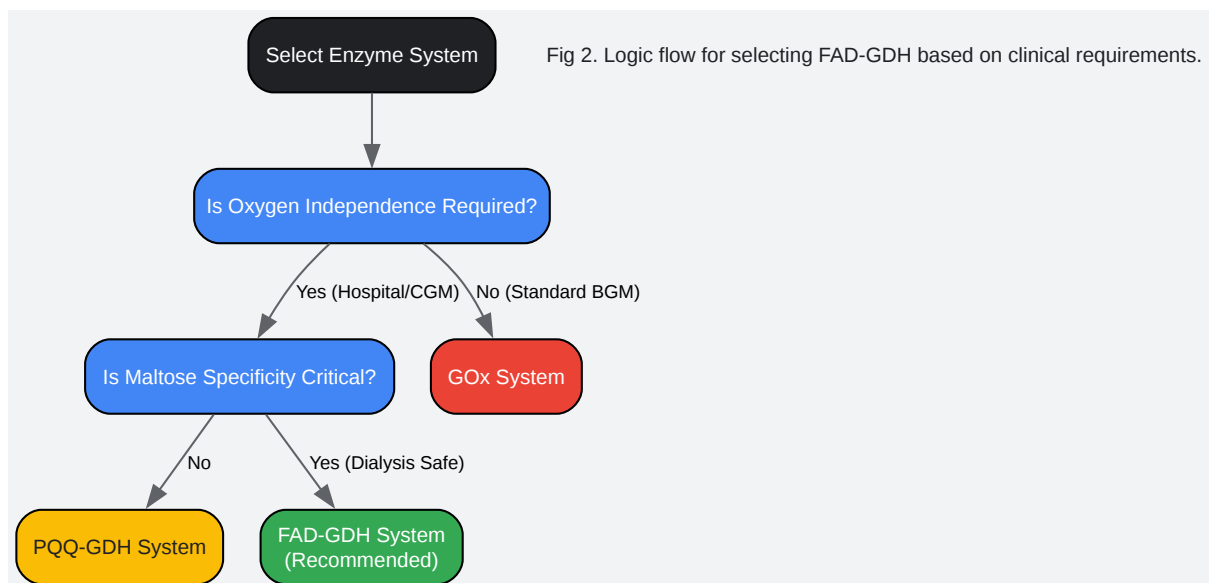 Select Enzyme System
Fig 2. Logic flow for selecting FAD-GDH based on clinical requirements.
Is Oxygen Independence Required?
Yes (Hospital/CGM)
No (Standard BGM)
Is Maltose Specificity Critical?
GOx System
No
Yes (Dialysis Safe)
PQQ-GDH System
FAD-GDH System
(Recommended)